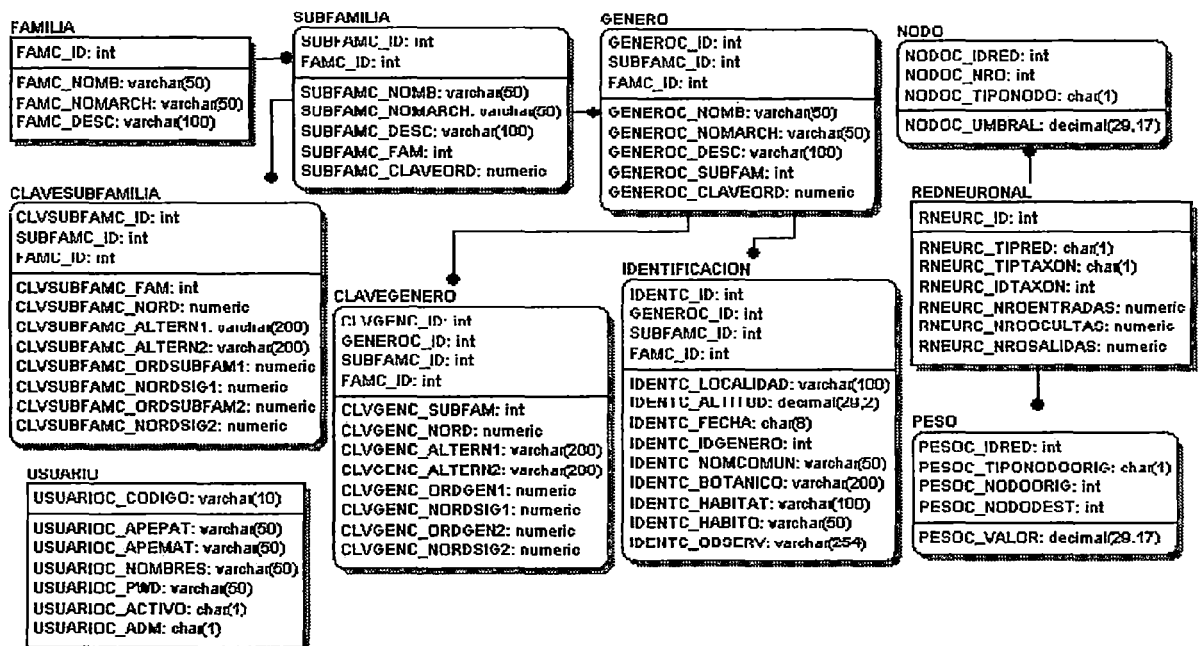 FAMILIA
FAMC_ID: int
FAMC_NOMB: varchar(50)
FAMC_NOMARCH: varchar(50)
FAMC_DESC: varchar(100)
SUBFAMILIA
SUBFAMC_ID: int
FAMC_ID: int
SUBFAMC_NOMB: varchar(50)
SUBFAMC_NOMARCH: varchar(50)
SUBFAMC_DESC: varchar(100)
SUBFAMC_FAM: int
SUBFAMC_CLAVEORD: numeric
GENERO
GENEROC_ID: int
SUBFAMC_ID: int
FAMC_ID: int
GENEROC_NOMB: varchar(50)
GENEROC_NOMARCH: varchar(50)
GENEROC_DESC: varchar(100)
GENEROC_SUBFAM: int
GENEROC_CLAVEORD: numeric
NODO
NODOC_IDRED: int
NODOC_NRO: int
NODOC_TIPONODO: char(1)
NODOC_UMBRAL: decimal(29,17)
CLAVESUBFAMILIA
CLVSUBFAMC_ID: int
SUBFAMC_ID: int
FAMC_ID: int
CLVSUBFAMC_FAM: int
CLVSUBFAMC_NORD: numeric
CLVSUBFAMC_ALTERN1: varchar(200)
CLVSUBFAMC_ALTERN2: varchar(200)
CLVSUBFAMC_ORDSUBFAM1: numeric
CLVSUBFAMC_NORDSIG1: numeric
CLVSUBFAMC_ORDSUBFAM2: numeric
CLVSUBFAMC_NORDSIG2: numeric
CLAVEGENERO
CLVGENC_ID: int
GENEROC_ID: int
SUBFAMC_ID: int
FAMC_ID: int
CLVGENC_SUBFAM: int
CLVGENC_NORD: numeric
CLVGENC_ALTERN1: varchar(200)
CLVGENC_ALTERN2: varchar(200)
CLVGENC_ORDGEN1: numeric
CLVGENC_NORDSIG1: numeric
CLVGENC_ORDGEN2: numeric
CLVGENC_NORDSIG2: numeric
IDENTIFICACION
IDENTC_ID: int
GENEROC_ID: int
SUBFAMC_ID: int
FAMC_ID: int
IDENTC_LOCALIDAD: varchar(100)
IDENTC_ALTITUD: decimal(29,2)
IDENTC_FECHA: char(8)
IDENTC_IDGENERO: int
IDENTC_NOMCOMUN: varchar(50)
IDENTC_BOTANICO: varchar(200)
IDENTC_HABITAT: varchar(100)
IDENTC_HABITO: varchar(50)
IDENTC_OBSERV: varchar(254)
REDNEURONAL
RNEURC_ID: int
RNEURC_TIPRED: char(1)
RNEURC_TIPTAXON: char(1)
RNEURC_IDTAXON: int
RNEURC_NROENTRADAS: numeric
RNEURC_NROOCULTAS: numeric
RNEURC_NROSALIDAS: numeric
PESO
PESOC_IDRED: int
PESOC_TIPONODOORIG: char(1)
PESOC_NODOORIG: int
PESOC_NODODEST: int
PESOC_VALOR: decimal(29,17)
USUARIO
USUARIOC_CODIGO: varchar(10)
USUARIOC_APEPAT: varchar(50)
USUARIOC_APEMAT: varchar(50)
USUARIOC_NOMBRES: varchar(50)
USUARIOC_PWD: varchar(50)
USUARIOC_ACTIVO: char(1)
USUARIOC_ADM: char(1)